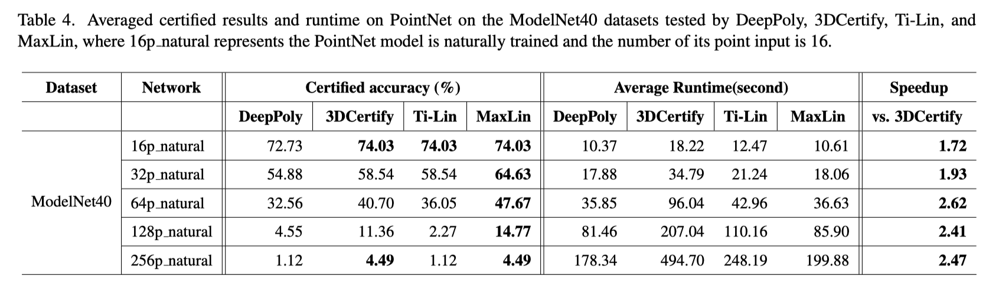 Table 4. Averaged certified results and runtime on PointNet on the ModelNet40 datasets tested by DeepPoly, 3DCertify, Ti-Lin, and
MaxLin, where 16p_natural represents the PointNet model is naturally trained and the number of its point input is 16.
Dataset Network Certified accuracy (%) Average Runtime(second) Speedup
DeepPoly 3DCertify Ti-Lin MaxLin DeepPoly 3DCertify Ti-Lin MaxLin vs. 3DCertify
16p_natural 72.73 74.03 74.03 74.03 10.37 18.22 12.47 10.61 1.72
32p_natural 54.88 58.54 58.54 64.63 17.88 34.79 21.24 18.06 1.93
ModelNet40 64p_natural 32.56 40.70 36.05 47.67 35.85 96.04 42.96 36.63 2.62
128p_natural 4.55 11.36 2.27 14.77 81.46 207.04 110.16 85.90 2.41
256p_natural 1.12 4.49 1.12 4.49 178.34 494.70 248.19 199.88 2.47